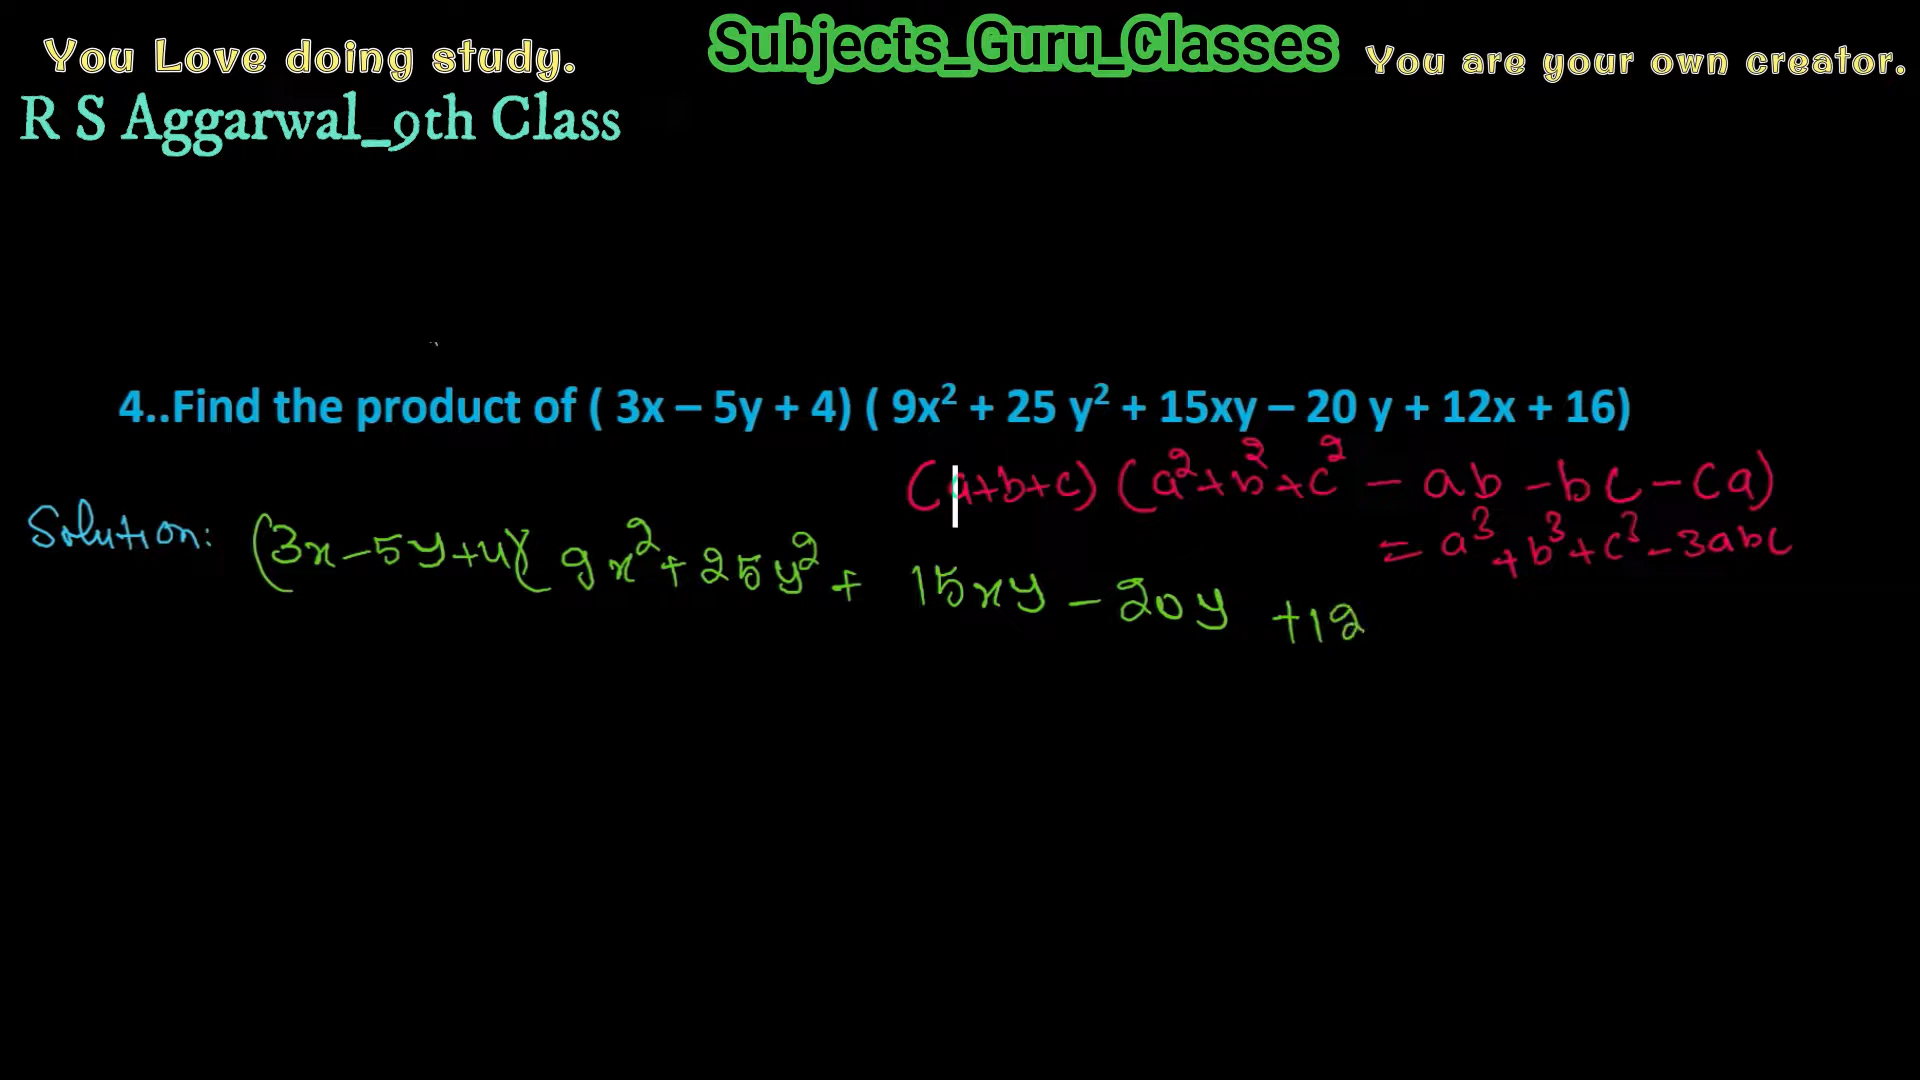 You Love doing study.
Subjects_Guru_Classes
You are your own creator.
R S Aggarwal_9th Class
4..Find the product of ( 3x – 5y + 4) ( 9x² + 25 y² + 15xy – 20 y + 12x + 16)
(a+b+c) (a²+b²+c² - ab - bc - ca)
= a³+b³+c³-3abc
Solution: (3x-5y+4)(9x²+25y²+ 15xy - 20y +12